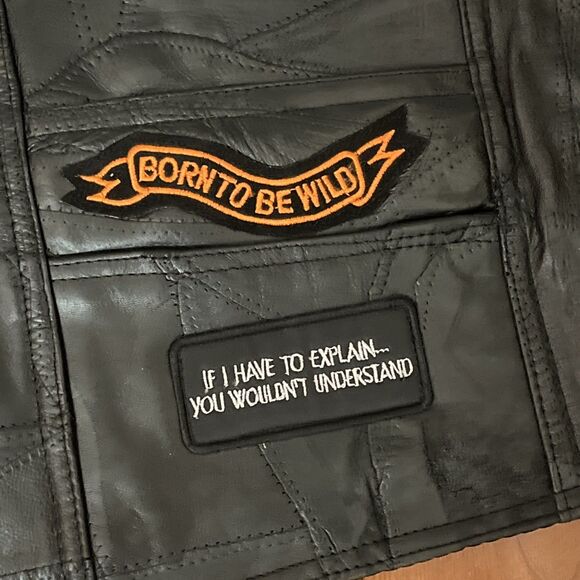 BORN TO BE WILD
IF I HAVE TO EXPLAIN...
YOU WOULDN'T UNDERSTAND